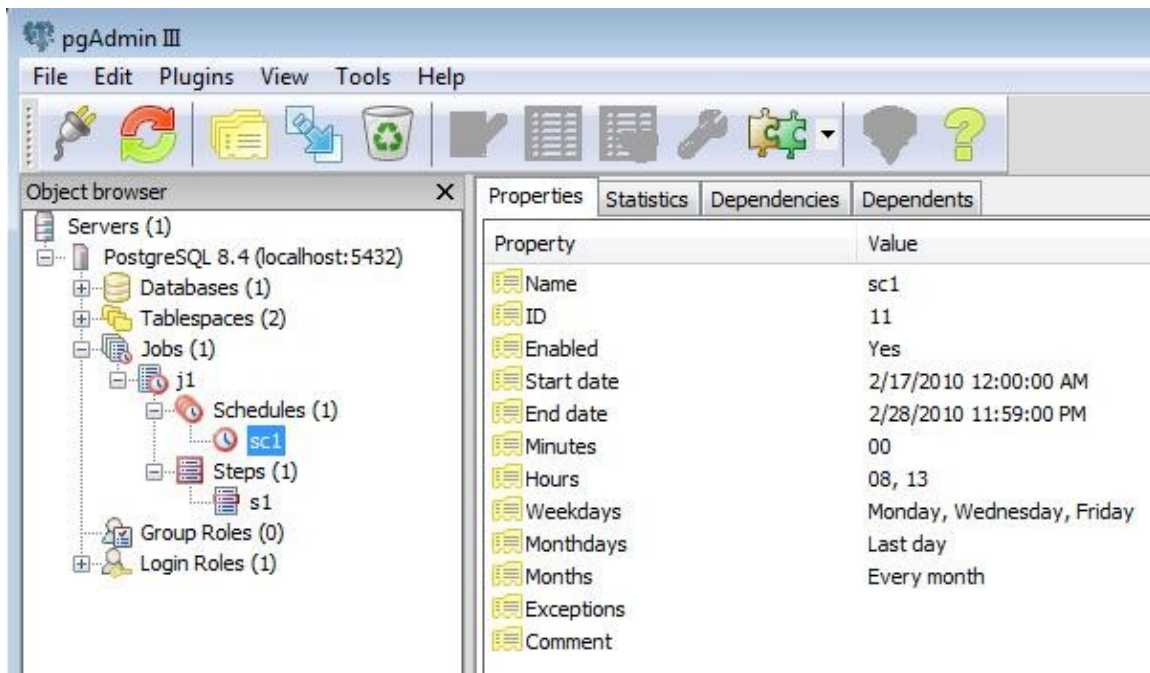 pgAdmin III
File Edit Plugins View Tools Help
Object browser
Servers (1)
PostgreSQL 8.4 (localhost:5432)
Databases (1)
Tablespaces (2)
Jobs (1)
j1
Schedules (1)
sc1
Steps (1)
s1
Group Roles (0)
Login Roles (1)
Properties Statistics Dependencies Dependents
Property Value
Name sc1
ID 11
Enabled Yes
Start date 2/17/2010 12:00:00 AM
End date 2/28/2010 11:59:00 PM
Minutes 00
Hours 08, 13
Weekdays Monday, Wednesday, Friday
Monthdays Last day
Months Every month
Exceptions
Comment